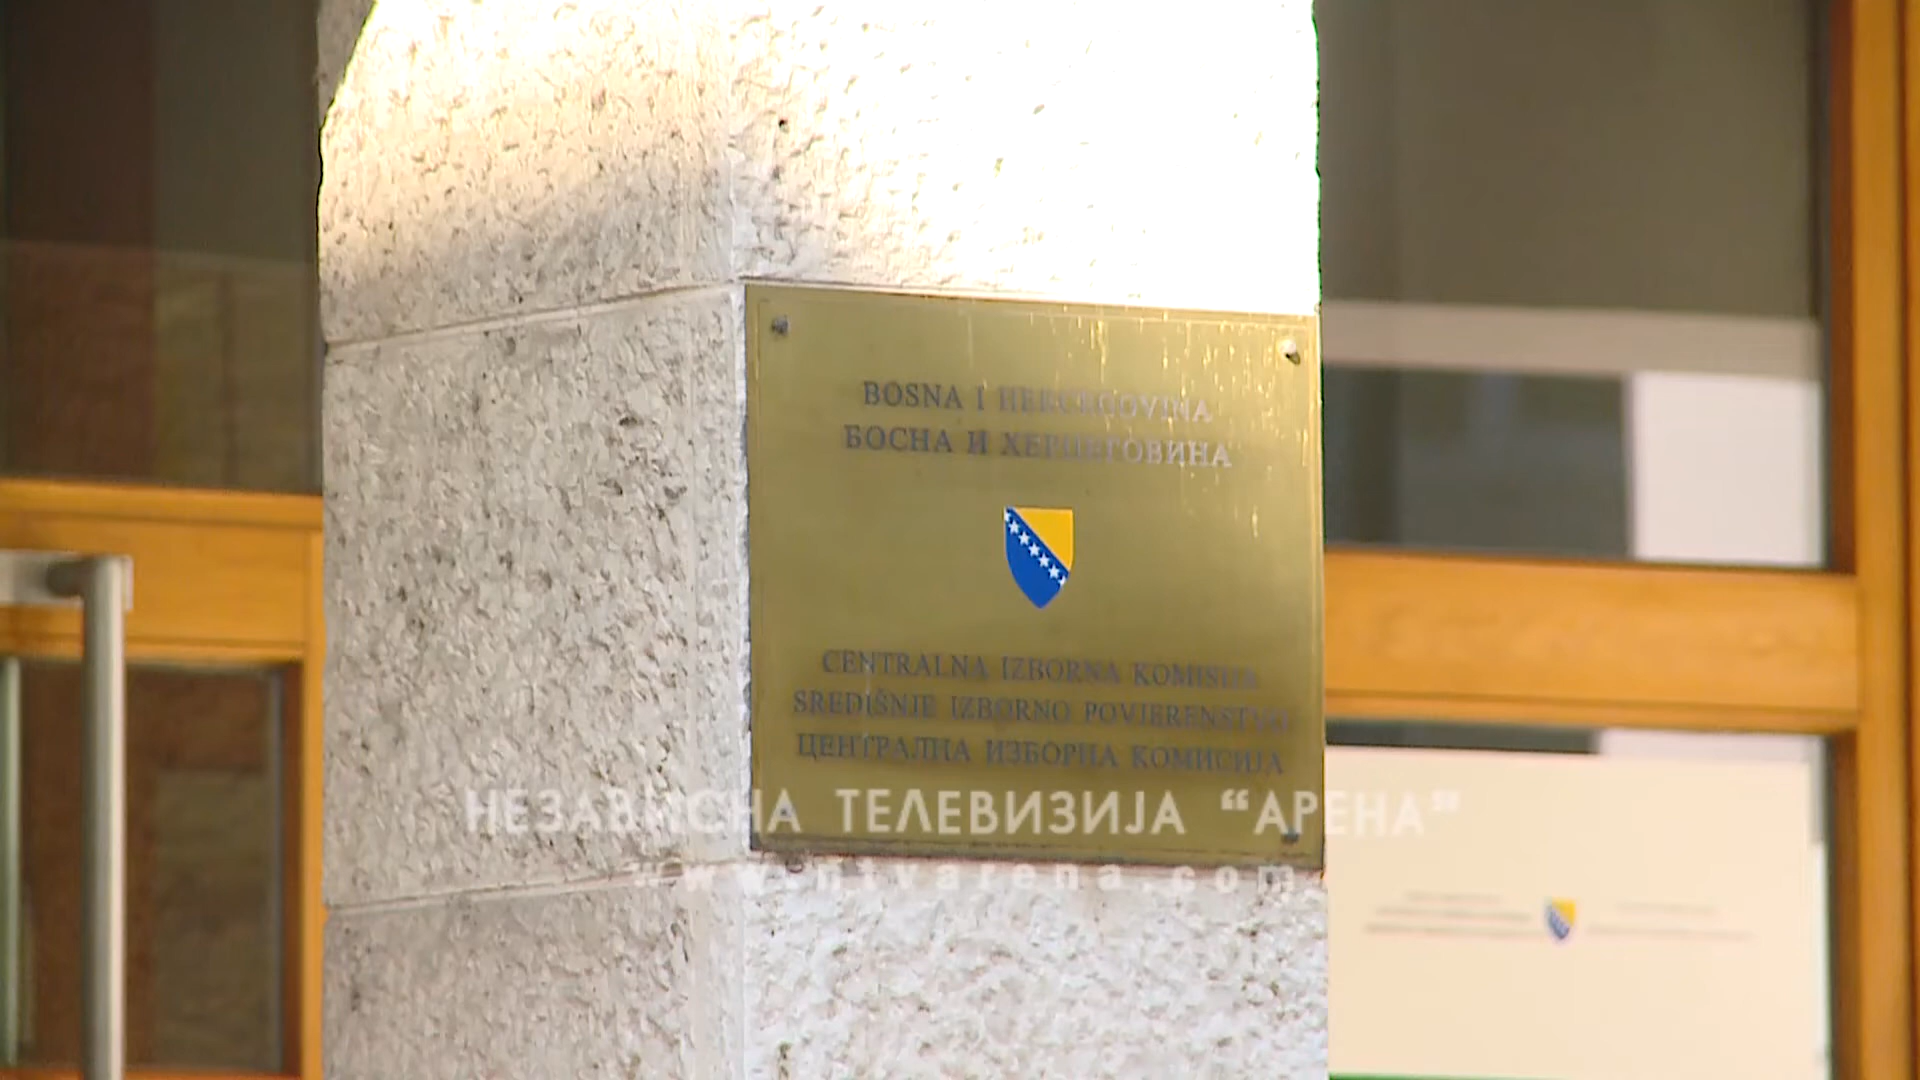 BOSNA I HERCEGOVINA
БОСНА И ХЕРЦЕГОВИНА
CENTRALNA IZBORNA KOMISIJA
SREDIŠNJE IZBORNO POVJERENSTVO
ЦЕНТРАЛНА ИЗБОРНА КОМИСИЈА
НЕЗАВИСНА ТЕЛЕВИЗИЈА “АРЕНА”
www.ntvarena.com